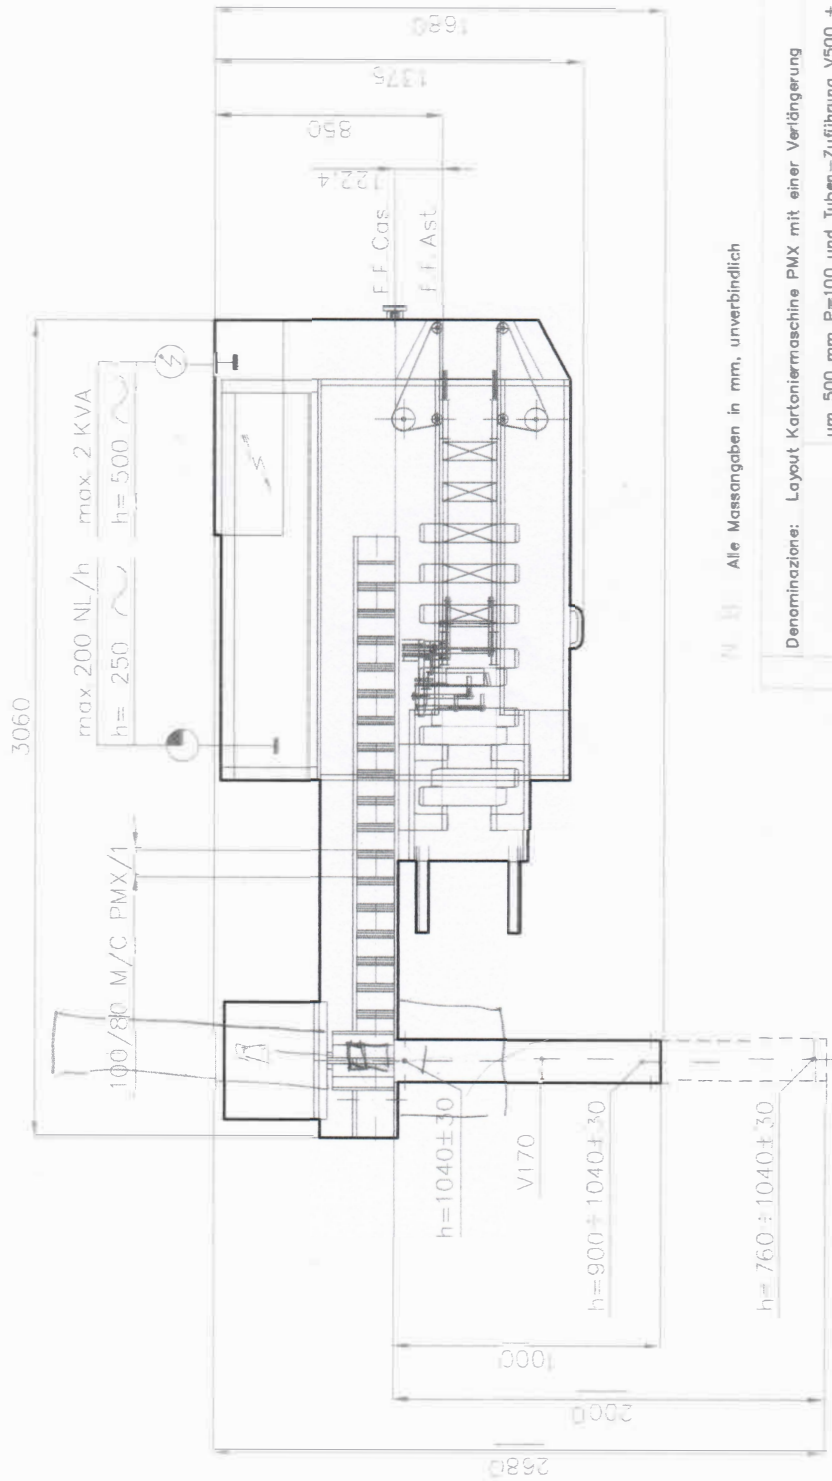 3060
100/80 M/C PMX/1
max 200 NL/h
h= 250
max. 2 KVA
h= 500
1680
1375
850
122.4
F.F. Cas.
F.F. Ast.
h=1040±30
V170
h=900÷1040±30
h=760÷1040±30
1000
2000
2680
Alle Massangaben in mm, unverbindlich
Denominazione: Layout Kartoniermaschine PMX mit einer Verlängerung
um 500 mm P=100 und Tuben-Zuführung V500 +